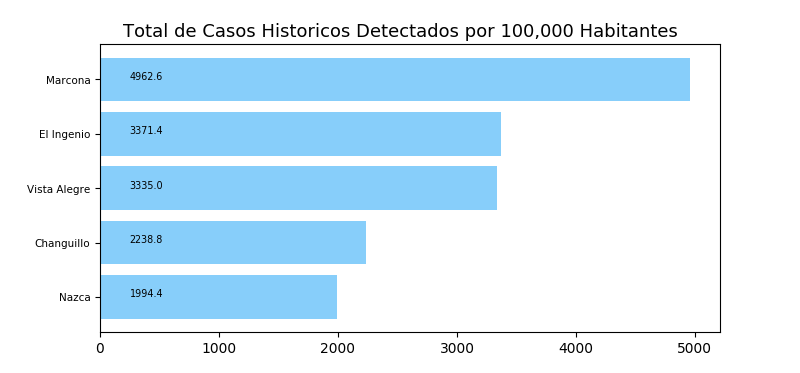 Total de Casos Historicos Detectados por 100,000 Habitantes
Marcona 4962.6
El Ingenio 3371.4
Vista Alegre 3335.0
Changuillo 2238.8
Nazca 1994.4
0 1000 2000 3000 4000 5000